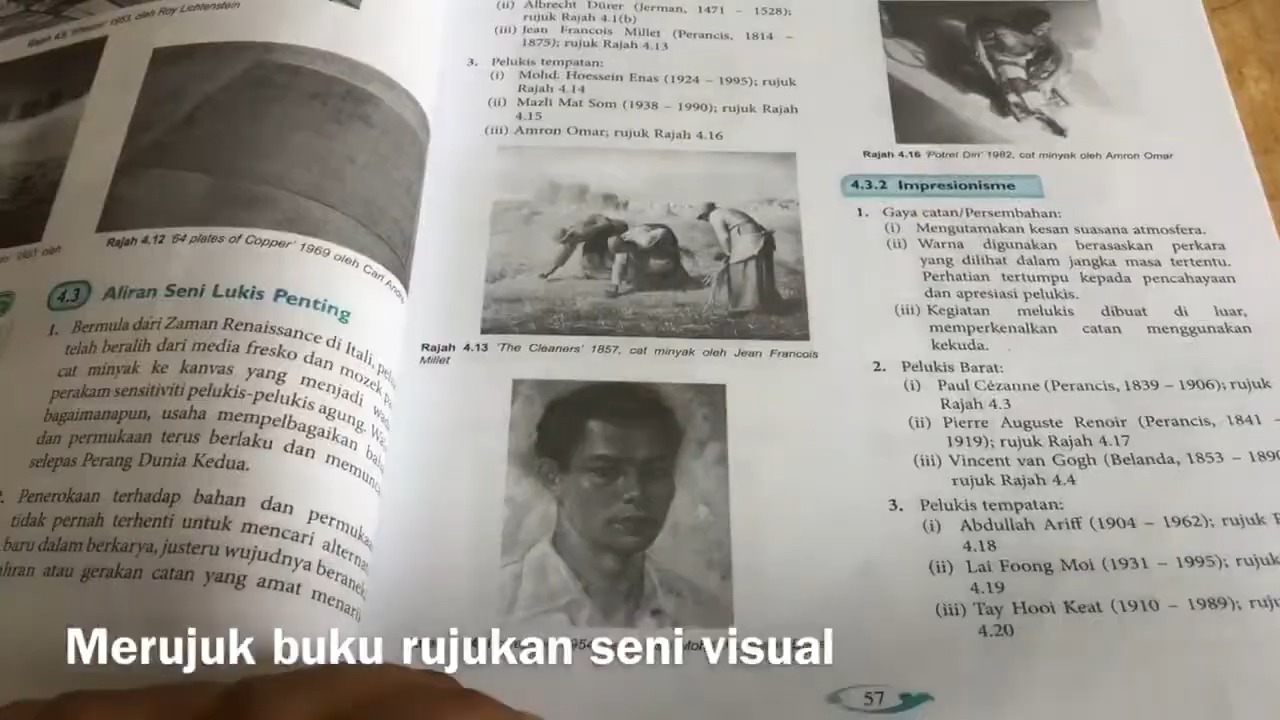 1963, oleh Roy Lichtenstein
Rajah 4.12 '64 plates of Copper' 1969 oleh Carl Andre
4.3 Aliran Seni Lukis Penting
1. Bermula dari Zaman Renaissance di Itali,
telah beralih dari media fresko dan mozek
cat minyak ke kanvas yang menjadi
perakam sensitiviti pelukis-pelukis agung.
bagaimanapun, usaha mempelbagaikan
dan permukaan terus berlaku dan
selepas Perang Dunia Kedua.
Penerokaan terhadap bahan dan
tidak pernah terhenti untuk mencari
baru dalam berkarya, justeru wujudnya
atau gerakan catan yang amat
(ii) Albrecht Dürer (Jerman, 1471 – 1528);
rujuk Rajah 4.1(b)
(iii) Jean Francois Millet (Perancis, 1814 –
1875); rujuk Rajah 4.13
3. Pelukis tempatan:
(i) Mohd. Hoessein Enas (1924 – 1995); rujuk
Rajah 4.14
(ii) Mazli Mat Som (1938 – 1990); rujuk Rajah
4.15
(iii) Amron Omar; rujuk Rajah 4.16
Rajah 4.13 'The Cleaners' 1857, cat minyak oleh Jean Francois
Millet
Rajah 4.16 'Potret Diri' 1982, cat minyak oleh Amron Omar
4.3.2 Impresionisme
1. Gaya catan/Persembahan:
(i) Mengutamakan kesan suasana atmosfera.
(ii) Warna digunakan berasaskan perkara
yang dilihat dalam jangka masa tertentu.
Perhatian tertumpu kepada pencahayaan
dan apresiasi pelukis.
(iii) Kegiatan melukis dibuat di luar,
memperkenalkan catan menggunakan
kekuda.
2. Pelukis Barat:
(i) Paul Cézanne (Perancis, 1839 – 1906); rujuk
Rajah 4.3
(ii) Pierre Auguste Renoir (Perancis, 1841 –
1919); rujuk Rajah 4.17
(iii) Vincent van Gogh (Belanda, 1853 – 1890
rujuk Rajah 4.4
3. Pelukis tempatan:
(i) Abdullah Ariff (1904 – 1962); rujuk
4.18
(ii) Lai Foong Moi (1931 – 1995); rujuk
4.19
(iii) Tay Hooi Keat (1910 – 1989);
4.20
57
Merujuk buku rujukan seni visual